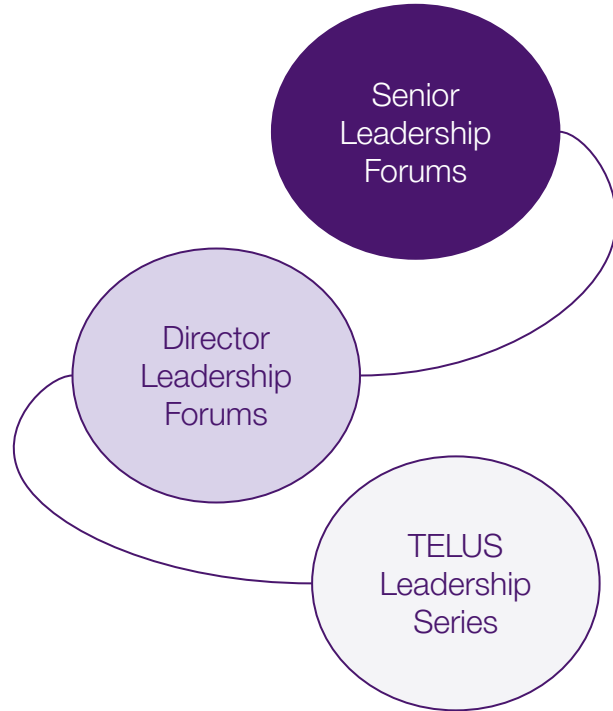 Senior
Leadership
Forums
Director
Leadership
Forums
TELUS
Leadership
Series